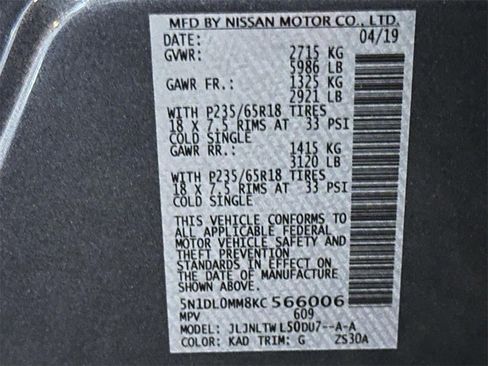 MFD BY NISSAN MOTOR CO., LTD.
DATE: 04/19
GVWR: 2715 KG
5986 LB
GAWR FR.: 1325 KG
2921 LB
WITH P235/65R18 TIRES
18 X 7.5 RIMS AT 33 PSI
COLD SINGLE
GAWR RR.: 1415 KG
3120 LB
WITH P235/65R18 TIRES
18 X 7.5 RIMS AT 33 PSI
COLD SINGLE
THIS VEHICLE CONFORMS TO
ALL APPLICABLE FEDERAL
MOTOR VEHICLE SAFETY AND
THEFT PREVENTION
STANDARDS IN EFFECT ON
THE DATE OF MANUFACTURE
SHOWN ABOVE.
5N1DL0MM8KC566006
MPV 609
MODEL: JLJNLTWL50DU7--A-A
COLOR: KAD TRIM: G ZS30A